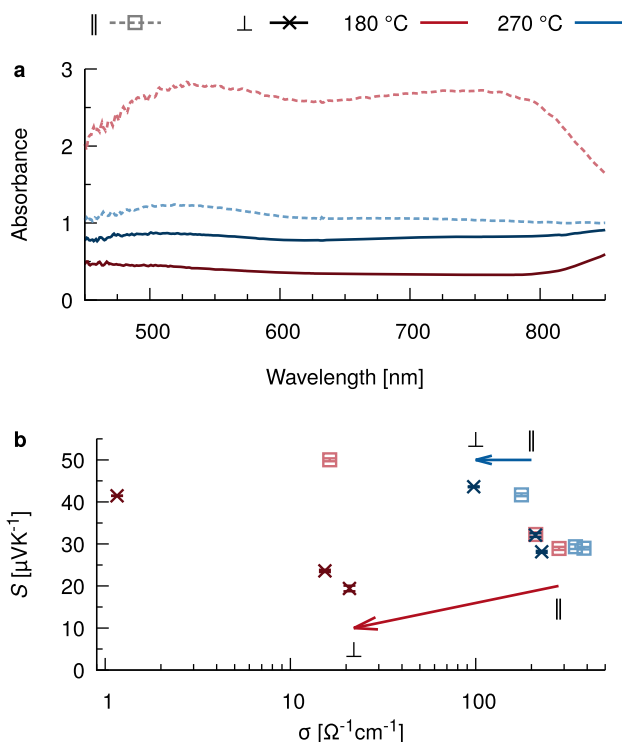 ∥ ⊥ 180 °C 270 °C
a
3
2
1
0
Absorbance
500 600 700 800
Wavelength [nm]
b
⊥ ∥
50
40
30
20
10
0
S [µVK⁻¹]
∥
⊥
1 10 100
σ [Ω⁻¹cm⁻¹]